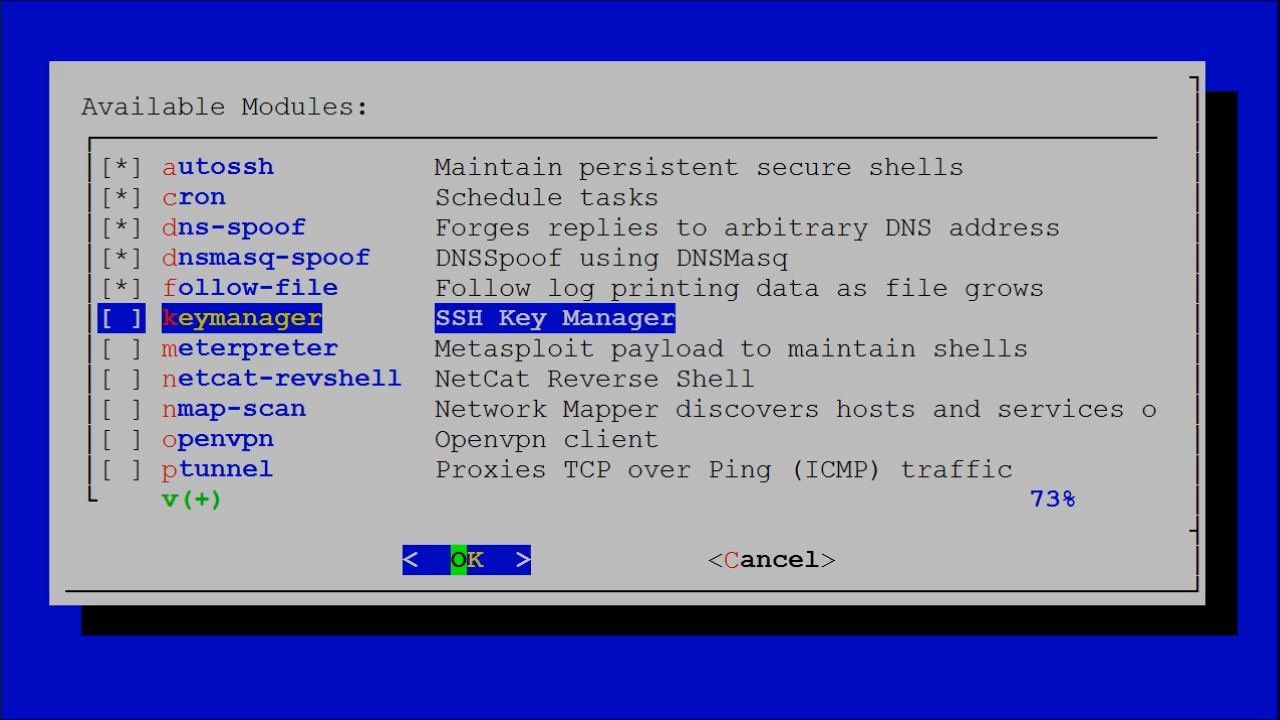 Available Modules:
[*] autossh Maintain persistent secure shells
[*] cron Schedule tasks
[*] dns-spoof Forges replies to arbitrary DNS address
[*] dnsmasq-spoof DNSSpoof using DNSMasq
[*] follow-file Follow log printing data as file grows
[ ] keymanager SSH Key Manager
[ ] meterpreter Metasploit payload to maintain shells
[ ] netcat-revshell NetCat Reverse Shell
[ ] nmap-scan Network Mapper discovers hosts and services o
[ ] openvpn Openvpn client
[ ] ptunnel Proxies TCP over Ping (ICMP) traffic
v(+) 73%
< OK > <Cancel>